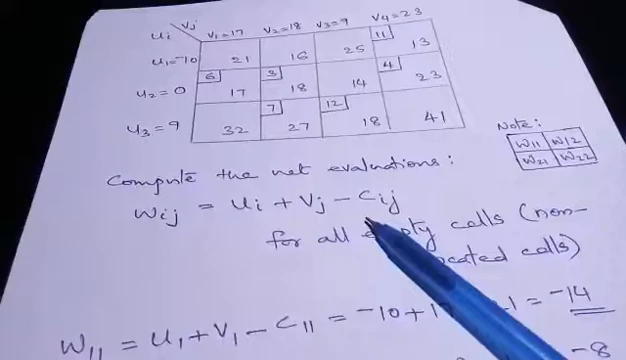 Vj
Ui V1=17 V2=18 V3=9 V4=23
U1=-10 21 16 25 11 13
U2=0 6 17 3 18 14 4 23
U3=9 32 7 27 12 18 41
Note:
W11 W12
W21 W22
Compute the net evaluations:
Wij = Ui + Vj - Cij
for all calls (non-
cated calls)
W11 = U1 + V1 - C11 = -10 + 1 = -14
-8